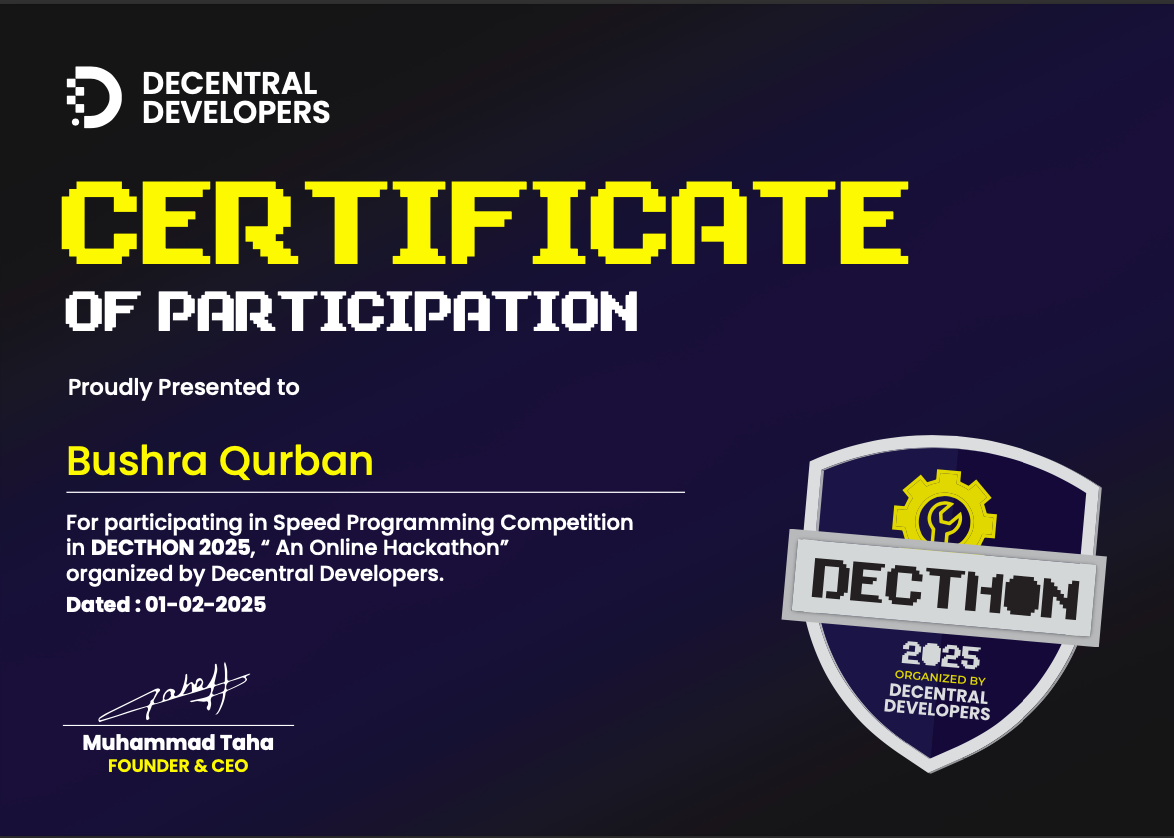 DECENTRAL
DEVELOPERS
CERTIFICATE
OF PARTICIPATION
Proudly Presented to
Bushra Qurban
For participating in Speed Programming Competition
in DECTHON 2025, “ An Online Hackathon”
organized by Decentral Developers.
Dated : 01-02-2025
Taha
Muhammad Taha
FOUNDER & CEO
DECTHON
2025
ORGANIZED BY
DECENTRAL
DEVELOPERS